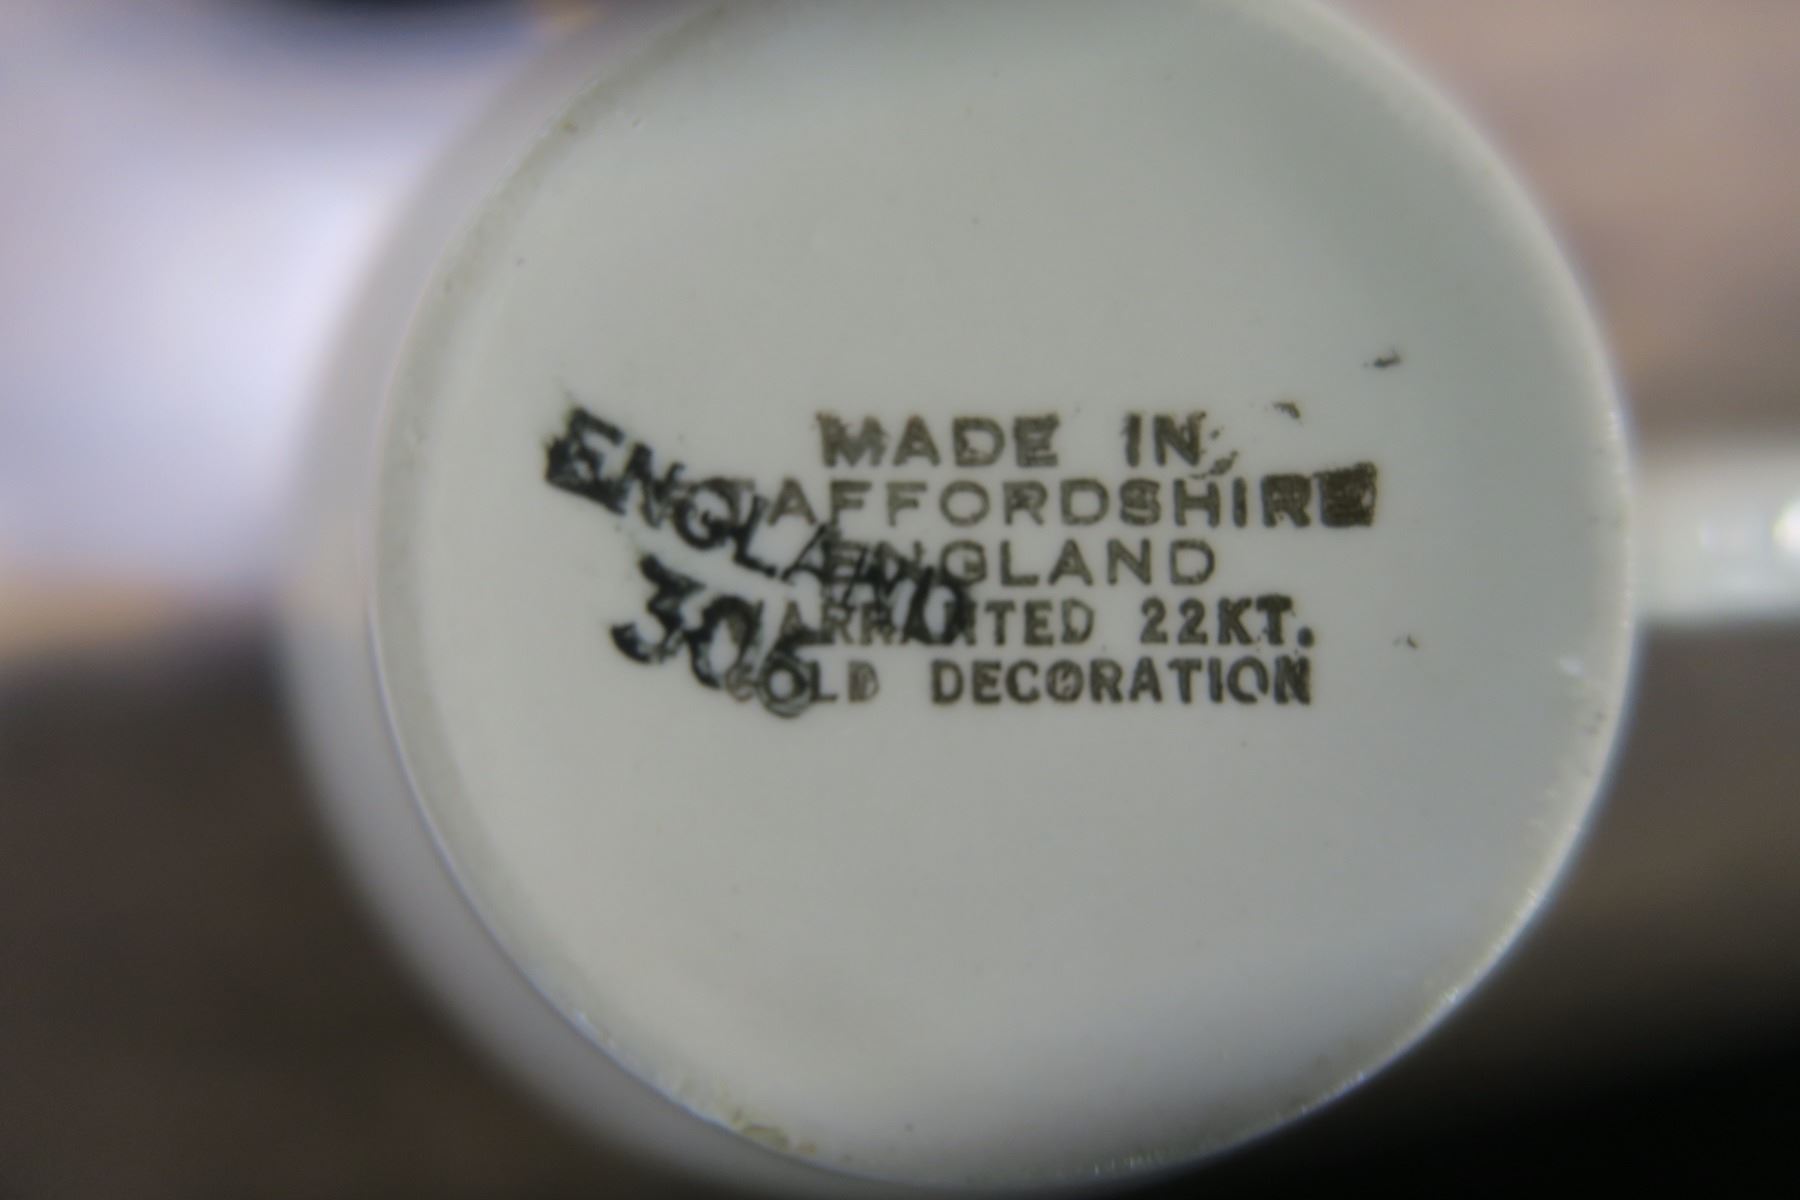 MADE IN
STAFFORDSHIRE
ENGLAND
WARRANTED 22KT.
GOLD DECORATION
ENGLAND
306